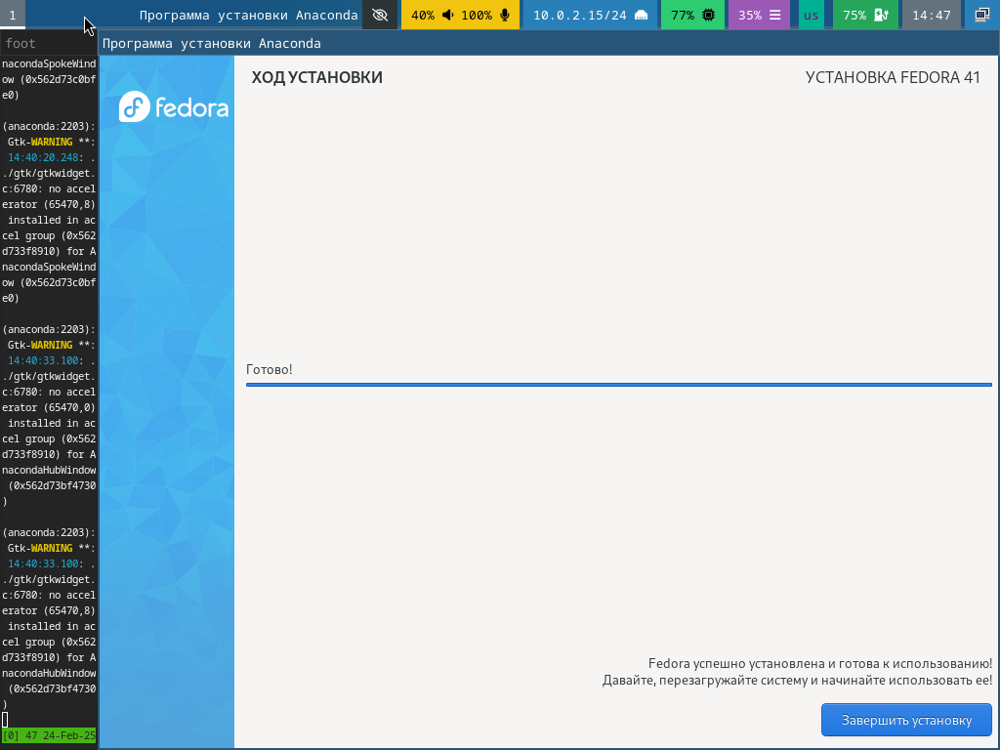 1
Программа установки Anaconda
40%
100%
10.0.2.15/24
77%
35%
us
75%
14:47
foot
Программа установки Anaconda
nacondaSpokeWind
ow (0x562d73c0bf
e0)
(anaconda:2203):
Gtk-WARNING **:
14:40:20.248: .
./gtk/gtkwidget.
c:6780: no accel
erator (65470,8)
installed in ac
cel group (0x562
d733f8910) for A
nacondaSpokeWind
ow (0x562d73c0bf
e0)
(anaconda:2203):
Gtk-WARNING **:
14:40:33.100: .
./gtk/gtkwidget.
c:6780: no accel
erator (65470,0)
installed in ac
cel group (0x562
d733f8910) for A
nacondaHubWindow
(0x562d73bf4730
)
(anaconda:2203):
Gtk-WARNING **:
14:40:33.100: .
./gtk/gtkwidget.
c:6780: no accel
erator (65470,8)
installed in ac
cel group (0x562
d733f8910) for A
nacondaHubWindow
(0x562d73bf4730
)
[0] 47 24-Feb-25
fedora
ХОД УСТАНОВКИ
УСТАНОВКА FEDORA 41
Готово!
Fedora успешно установлена и готова к использованию!
Давайте, перезагружайте систему и начинайте использовать ее!
Завершить установку